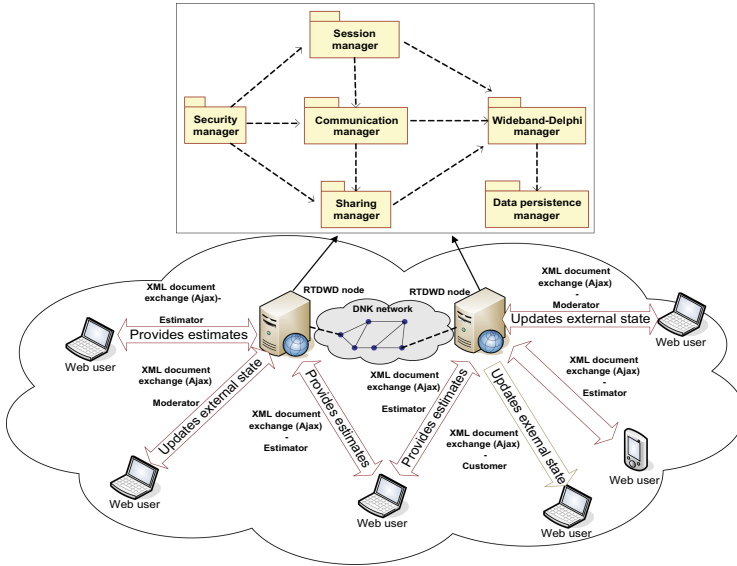 Session
manager
Security
manager
Communication
manager
Wideband-Delphi
manager
Sharing
manager
Data persistence
manager
XML document
exchange (Ajax)-
Estimator
Provides estimates
Web user
RTDWD node
DNK network
RTDWD node
XML document
exchange (Ajax)
-
Moderator
Updates external state
Web user
XML document
exchange (Ajax)
Moderator
Updates external state
Web user
XML document
exchange (Ajax)
-
Estimator
Provides estimates
XML document
exchange (Ajax)
Estimator
Provides estimates
Web user
XML document
exchange (Ajax)
-
Customer
Updates external state
Web user
XML document
exchange (Ajax)
-
Estimator
Web user